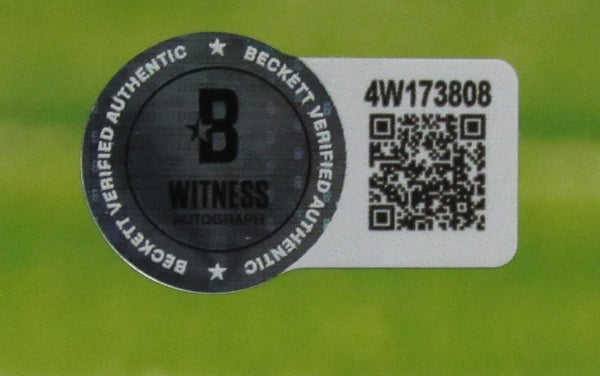 BECKETT VERIFIED AUTHENTIC ★ BECKETT VERIFIED AUTHENTIC ★
B
WITNESS
AUTOGRAPH
4W173808